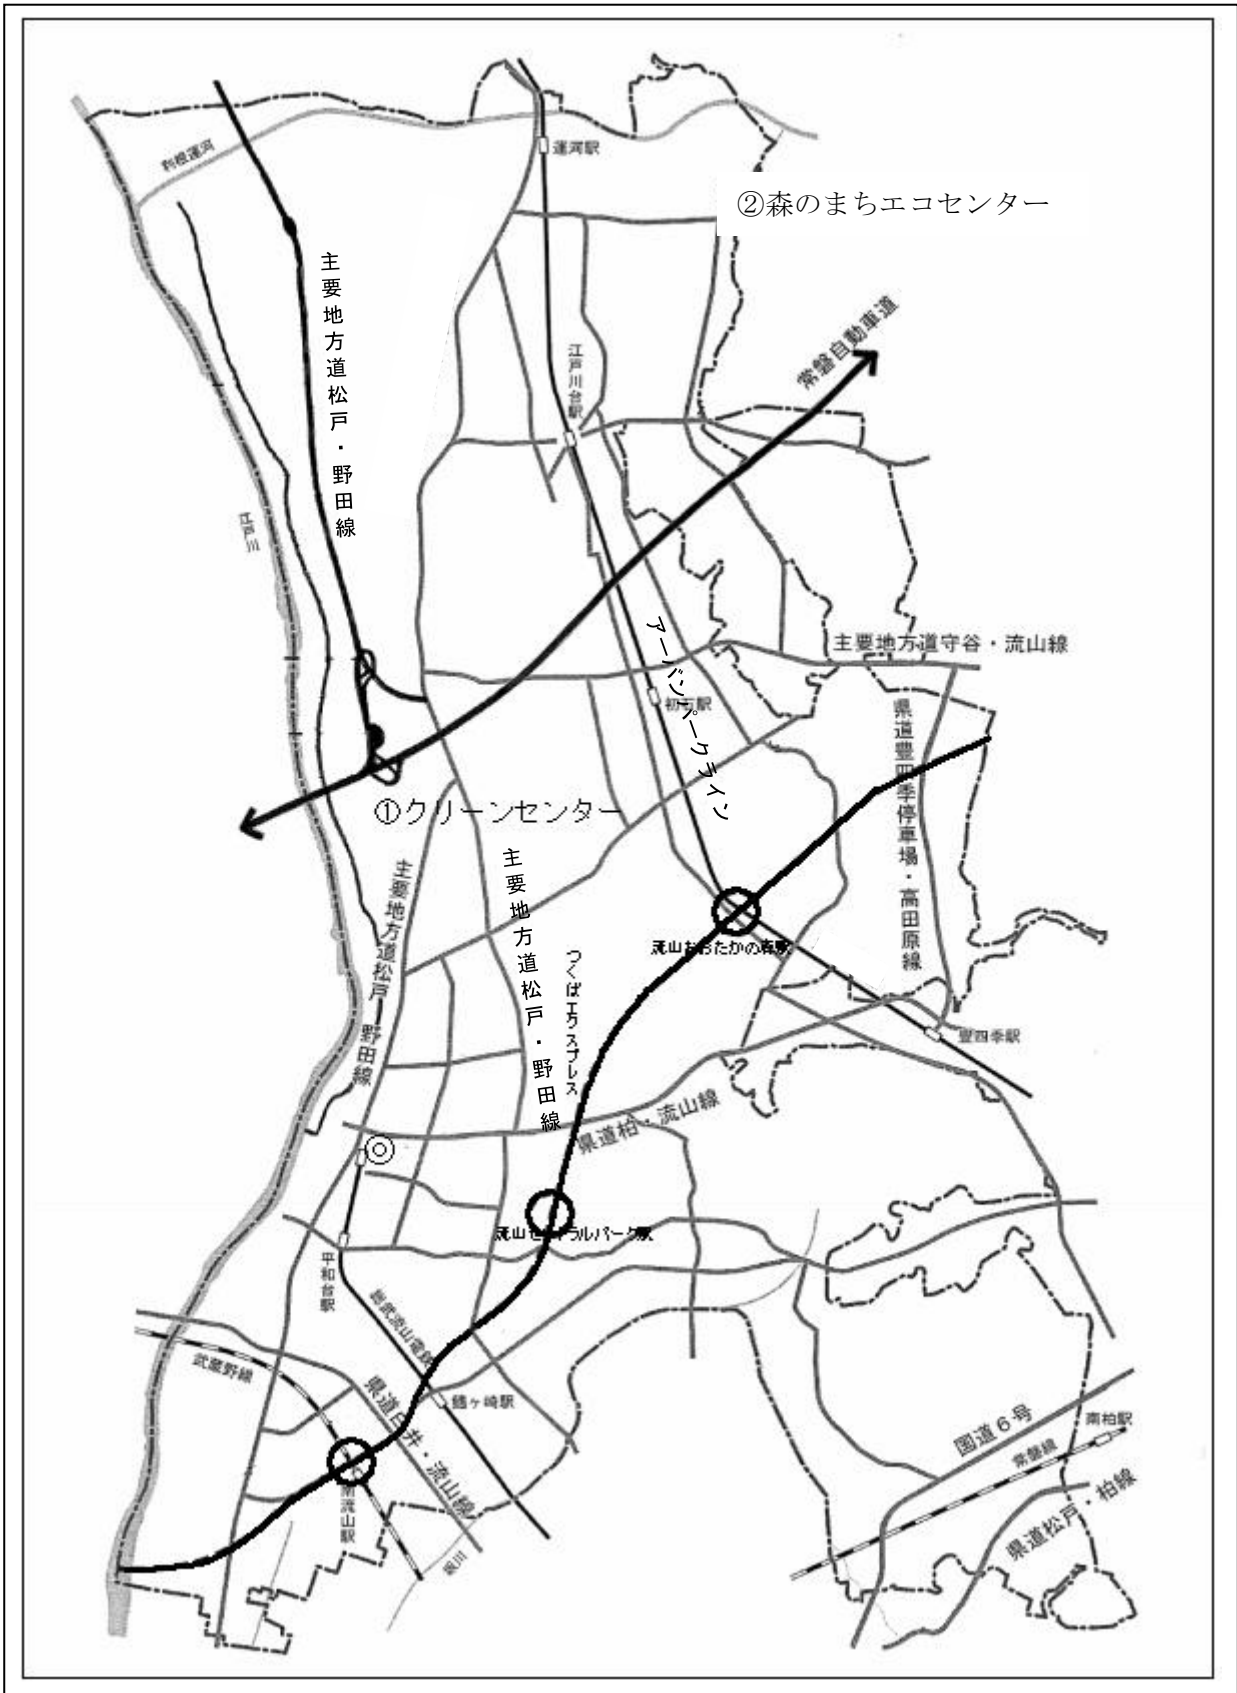 運河駅
利根運河
②森のまちエコセンター
主要地方道松戸・野田線
常磐自動車道
江戸川台駅
江戸川
アーバンパークライン
主要地方道守谷・流山線
初石駅
県道豊四季停車場・高田原線
①クリーンセンター
主要地方道松戸・野田線
主要地方道松戸 野田線
流山おおたかの森駅
つくばエクスプレス
豊四季駅
県道柏・流山線
流山セントラルパーク駅
平和台駅
総武流山電鉄
武蔵野線
鰭ヶ崎駅
県道白井・流山線
国道6号
南柏駅
常磐線
南流山駅
県道松戸・柏線
坂川